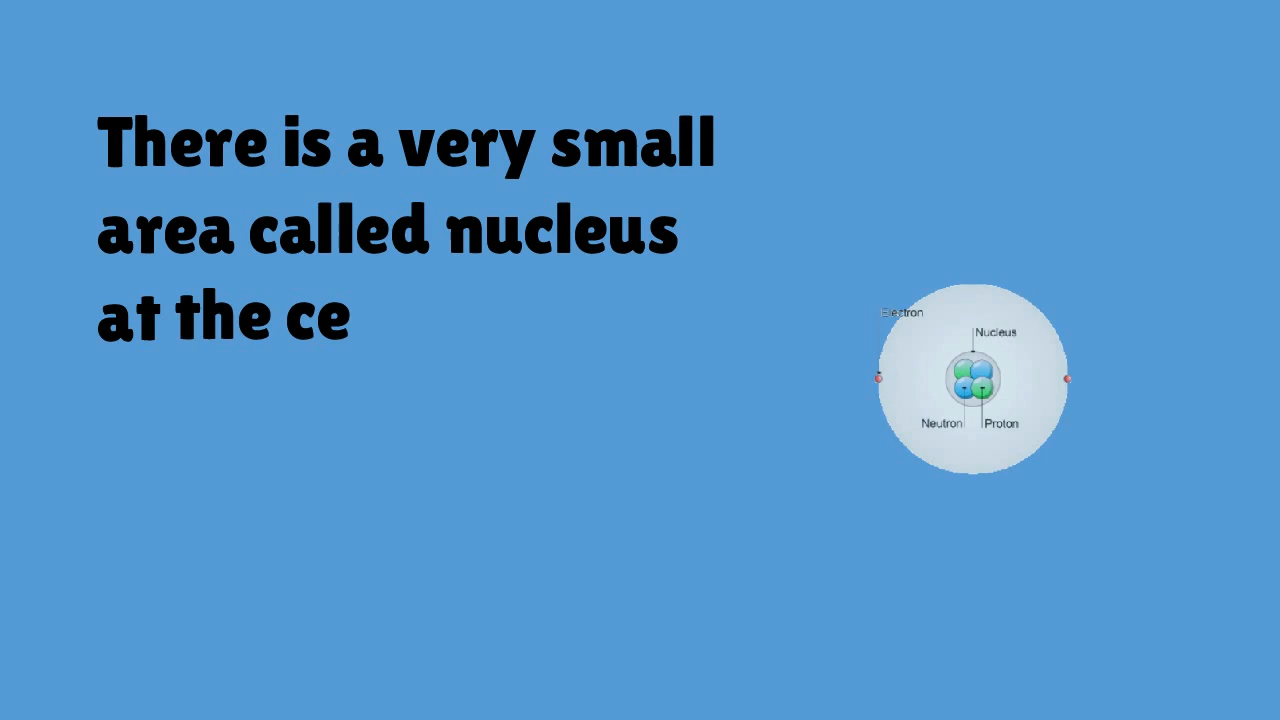 There is a very small
area called nucleus
at the ce
Electron
Nucleus
Neutron
Proton